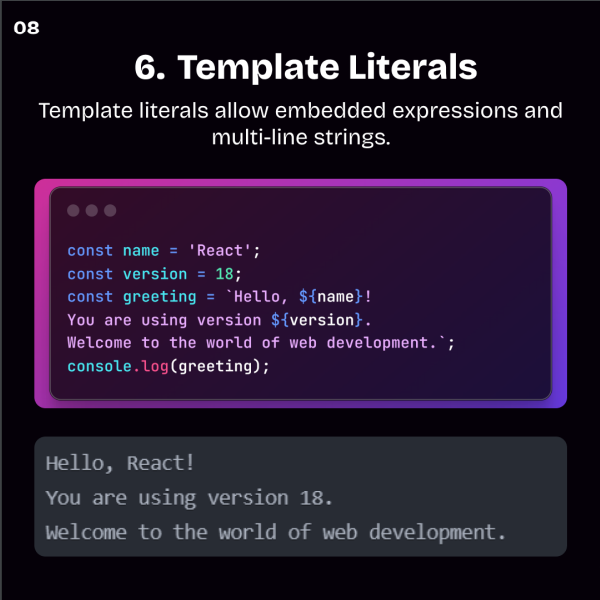 08
6. Template Literals
Template literals allow embedded expressions and
multi-line strings.
const name = 'React';
const version = 18;
const greeting = `Hello, ${name}!
You are using version ${version}.
Welcome to the world of web development.`;
console.log(greeting);
Hello, React!
You are using version 18.
Welcome to the world of web development.